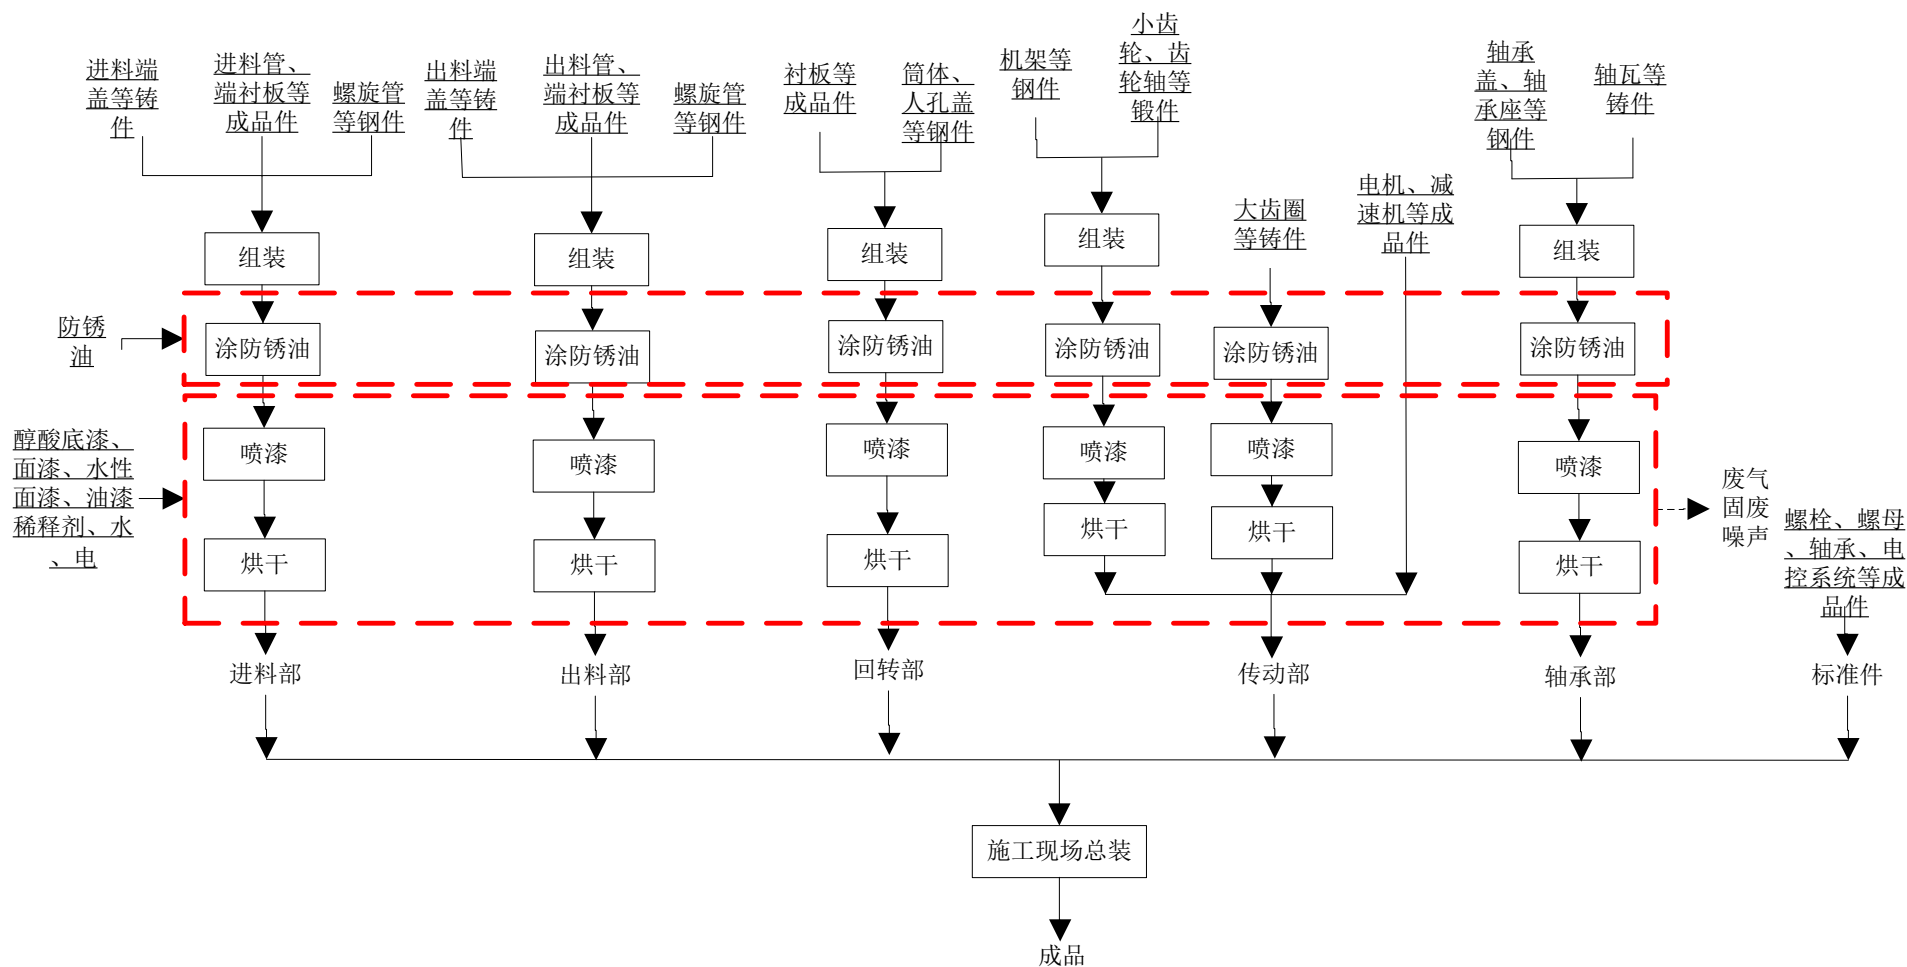 进料端
盖等铸
件
进料管、
端衬板等
成品件
螺旋管
等钢件
出料端
盖等铸
件
出料管、
端衬板等
成品件
螺旋管
等钢件
衬板等
成品件
筒体、
人孔盖
等钢件
机架等
钢件
小齿
轮、齿
轮轴等
锻件
大齿圈
等铸件
电机、减
速机等成
品件
轴承
盖、轴
承座等
钢件
轴瓦等
铸件
组装
组装
组装
组装
组装
防锈
油
涂防锈油
涂防锈油
涂防锈油
涂防锈油
涂防锈油
涂防锈油
醇酸底漆、
面漆、水性
面漆、油漆
稀释剂、水
、电
喷漆
喷漆
喷漆
喷漆
喷漆
喷漆
烘干
烘干
烘干
烘干
烘干
烘干
废气
固废
噪声
螺栓、螺母
、轴承、电
控系统等成
品件
进料部
出料部
回转部
传动部
轴承部
标准件
施工现场总装
成品